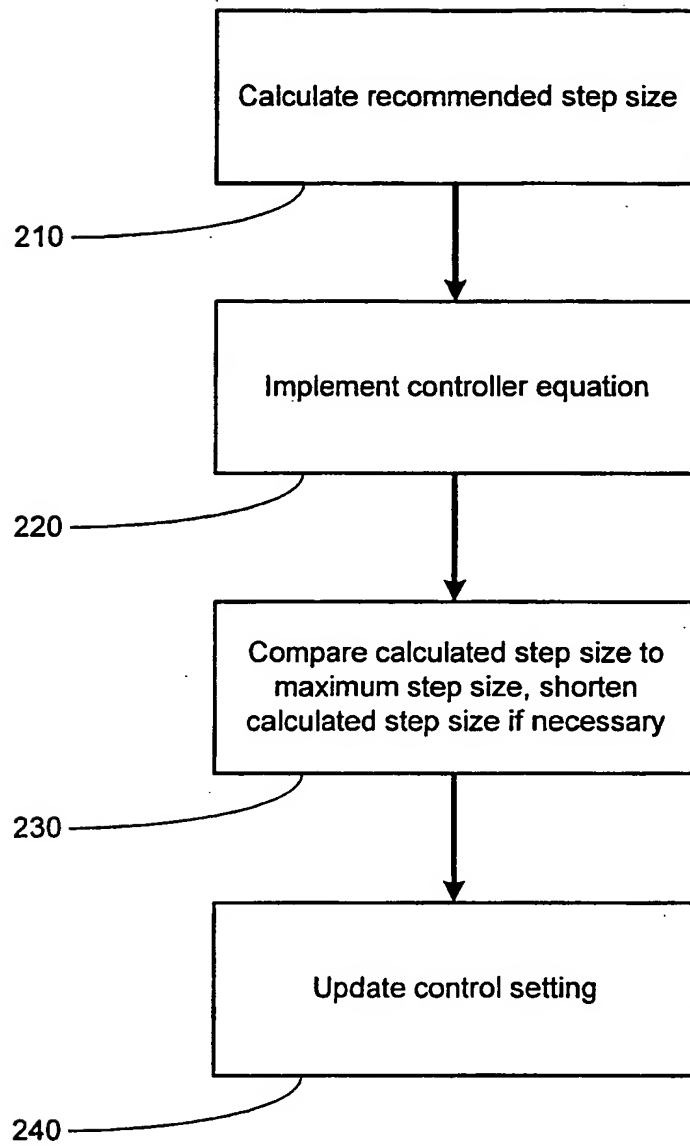 Calculate recommended step size
210
Implement controller equation
220
Compare calculated step size to
maximum step size, shorten
calculated step size if necessary
230
Update control setting
240